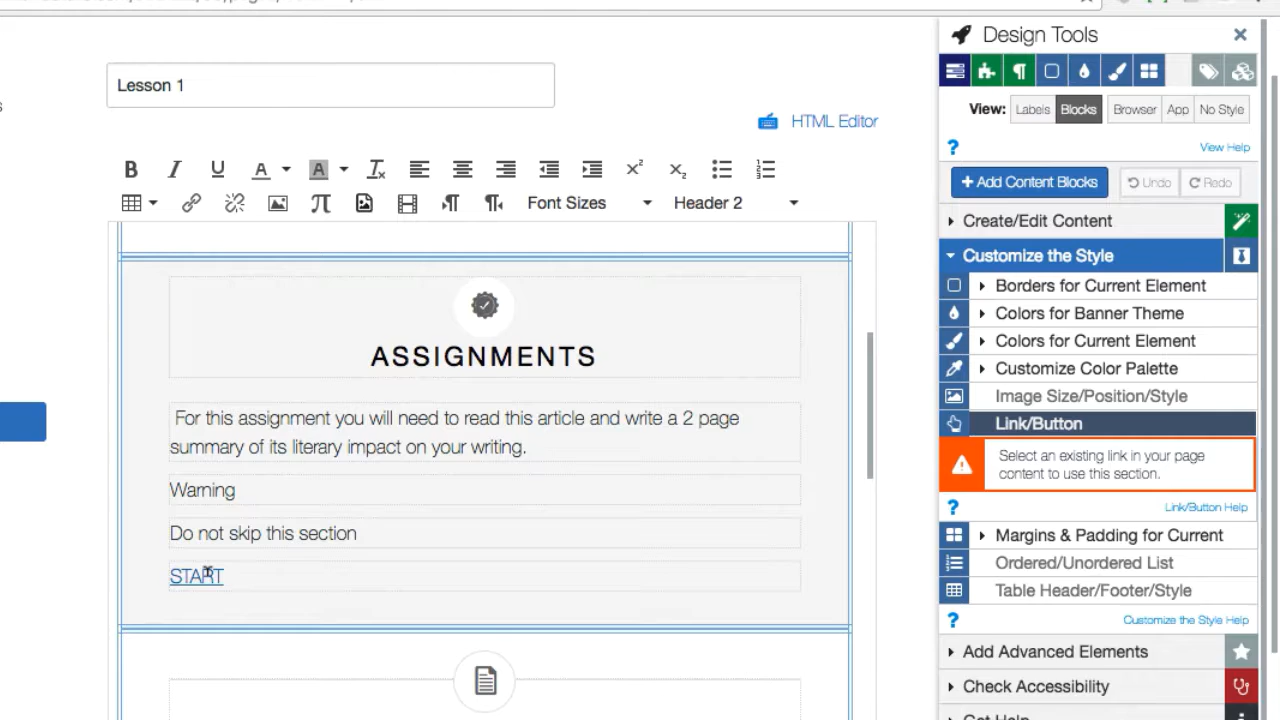 Lesson 1
HTML Editor
Font Sizes
Header 2
ASSIGNMENTS
For this assignment you will need to read this article and write a 2 page
summary of its literary impact on your writing.
Warning
Do not skip this section
START
Design Tools
View: Labels Blocks Browser App No Style
View Help
+ Add Content Blocks Undo Redo
Create/Edit Content
Customize the Style
Borders for Current Element
Colors for Banner Theme
Colors for Current Element
Customize Color Palette
Image Size/Position/Style
Link/Button
Select an existing link in your page
content to use this section.
Link/Button Help
Margins & Padding for Current
Ordered/Unordered List
Table Header/Footer/Style
Customize the Style Help
Add Advanced Elements
Check Accessibility
Get Help